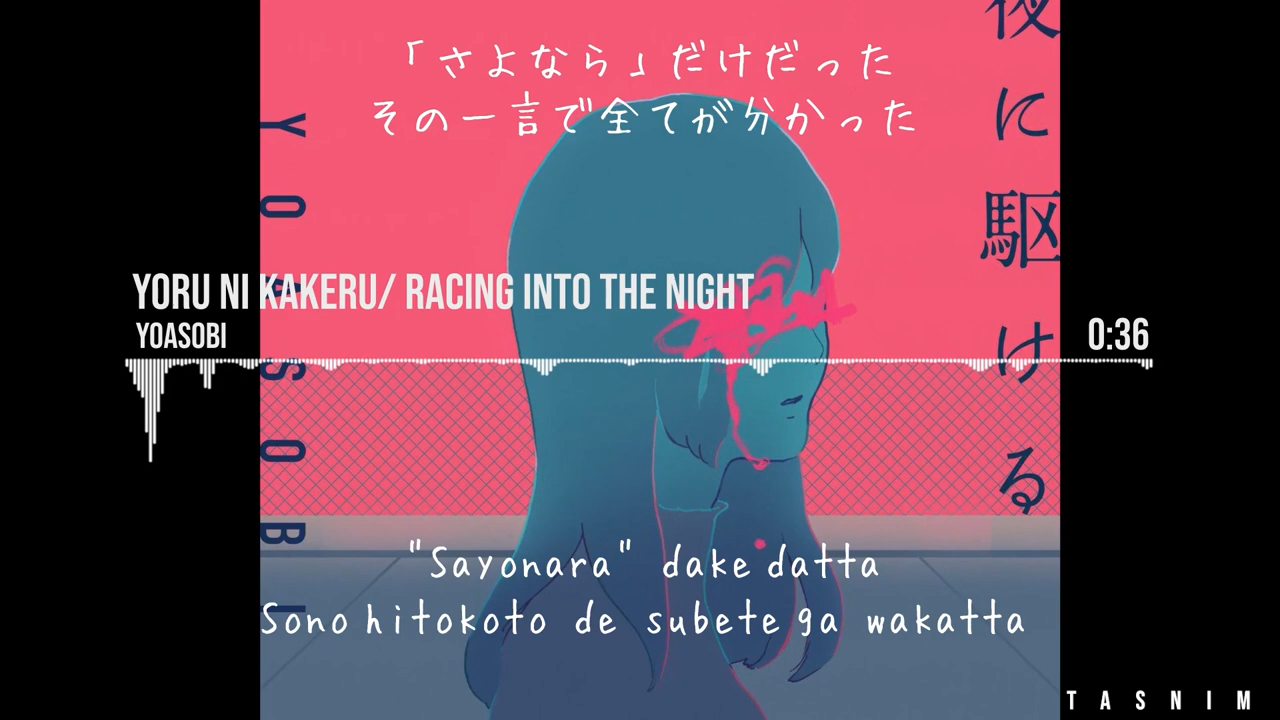 「さよなら」だけだった
その一言で全てが分かった
夜に駆ける
YOASOBI
YORU NI KAKERU/ RACING INTO THE NIGHT
YOASOBI
0:36
"Sayonara" dake datta
Sono hitokoto de subete ga wakatta
TASNIM